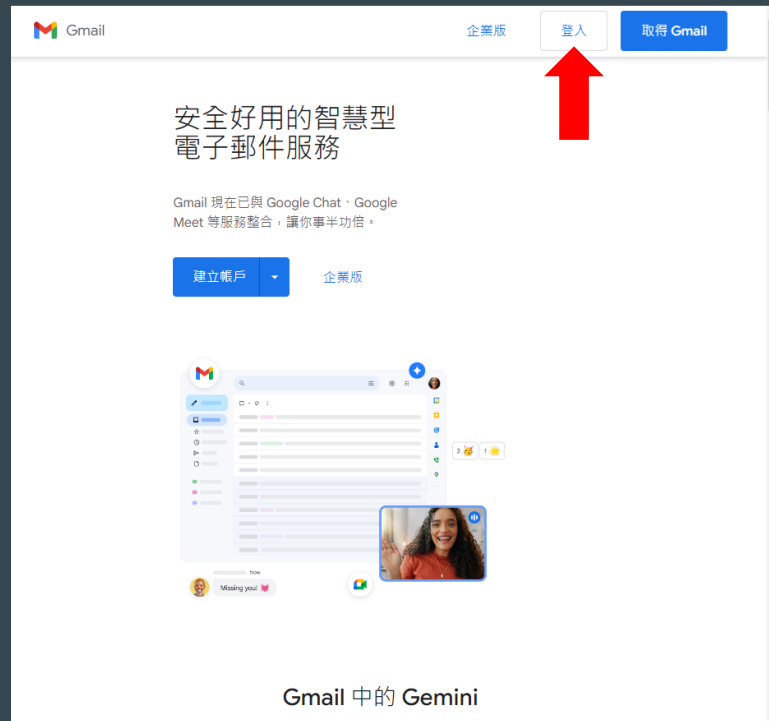 Gmail
企業版
登入
取得 Gmail
安全好用的智慧型
電子郵件服務
Gmail 現在已與 Google Chat、Google
Meet 等服務整合，讓你事半功倍。
建立帳戶
企業版
2
1
Now
Missing you!
Gmail 中的 Gemini